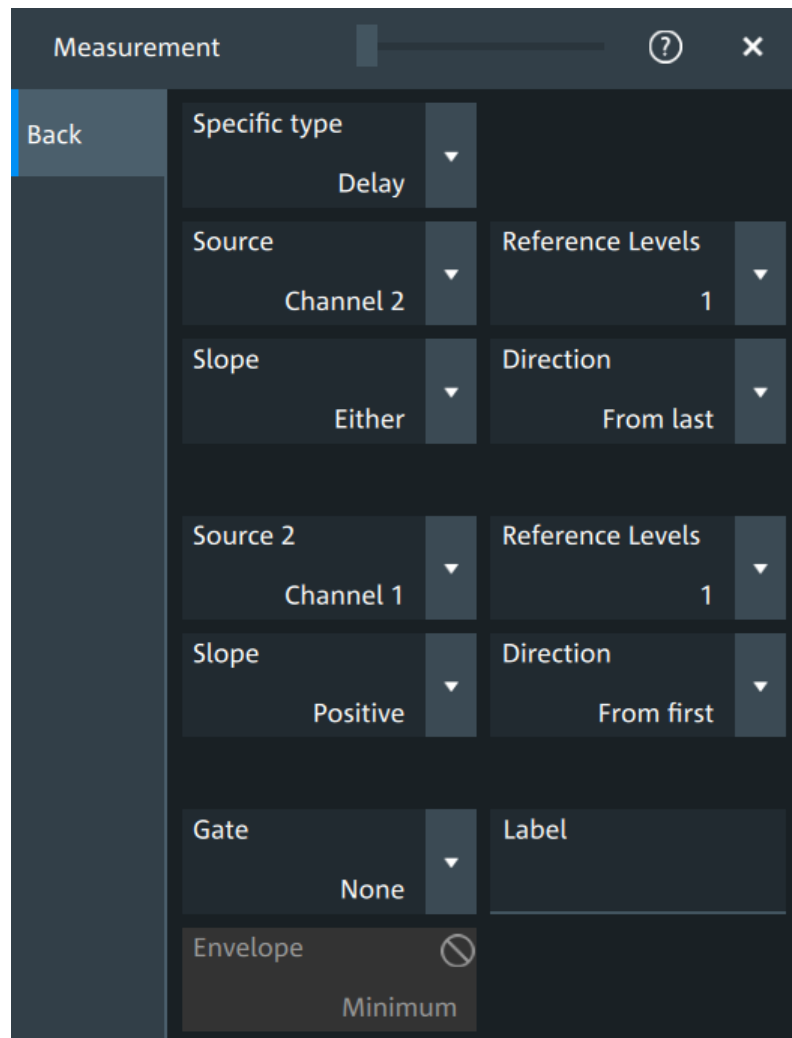 Measurement
?
Back
Specific type
Delay
Source
Channel 2
Reference Levels
1
Slope
Either
Direction
From last
Source 2
Channel 1
Reference Levels
1
Slope
Positive
Direction
From first
Gate
None
Label
Envelope
Minimum